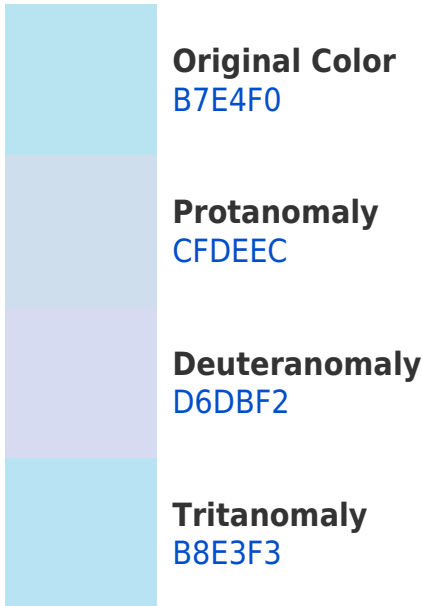 Original Color
B7E4F0
Protanomaly
CFDEEC
Deuteranomaly
D6DBF2
Tritanomaly
B8E3F3